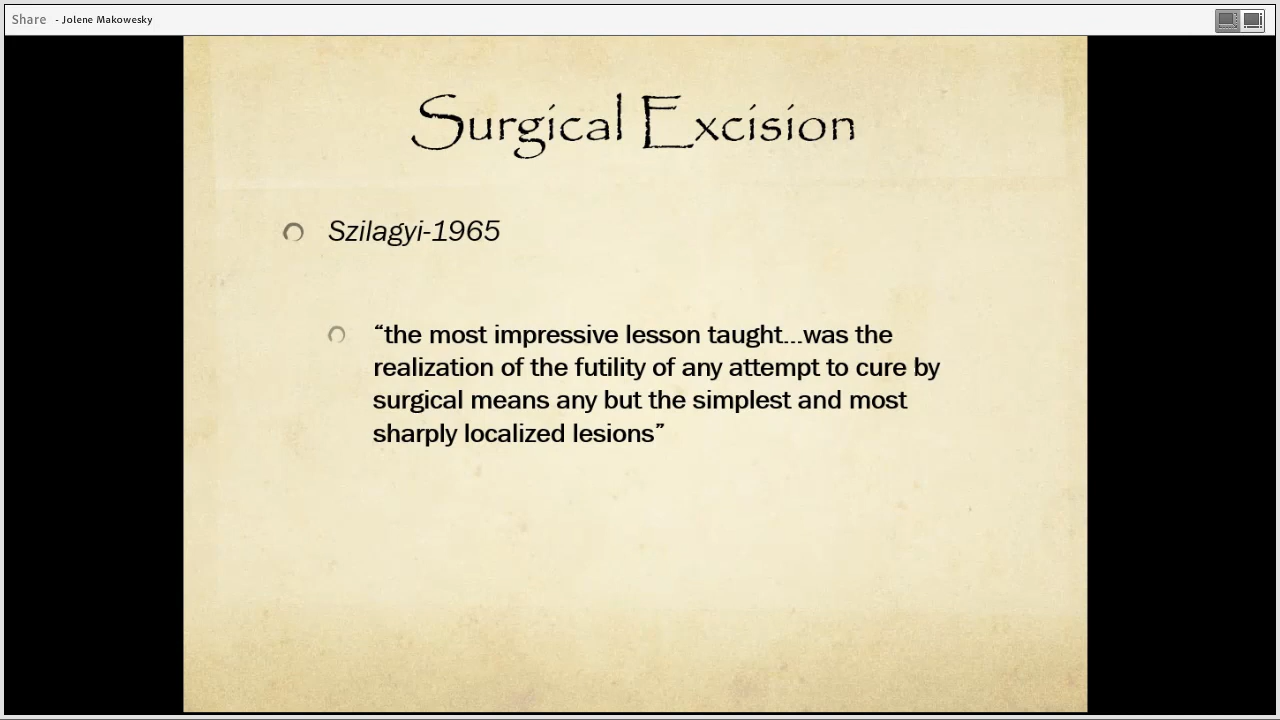 Share - Jolene Makowesky
Surgical Excision
Szilagyi-1965
“the most impressive lesson taught...was the
realization of the futility of any attempt to cure by
surgical means any but the simplest and most
sharply localized lesions”